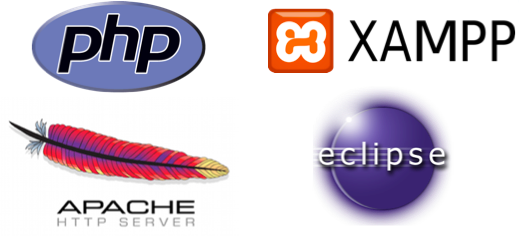 php
XAMPP
APACHE
HTTP SERVER
eclipse